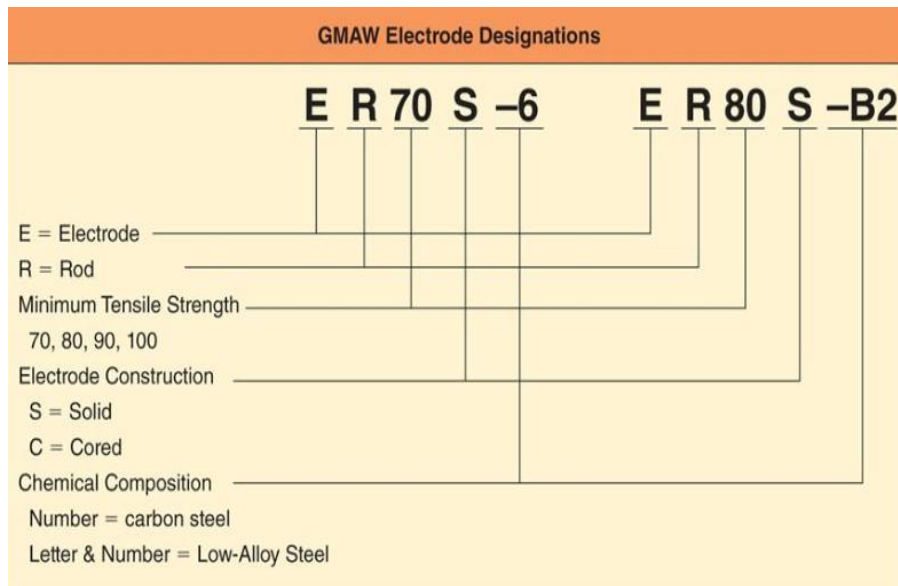 GMAW Electrode Designations
E R 70 S –6 E R 80 S –B2
E = Electrode
R = Rod
Minimum Tensile Strength
70, 80, 90, 100
Electrode Construction
S = Solid
C = Cored
Chemical Composition
Number = carbon steel
Letter & Number = Low-Alloy Steel